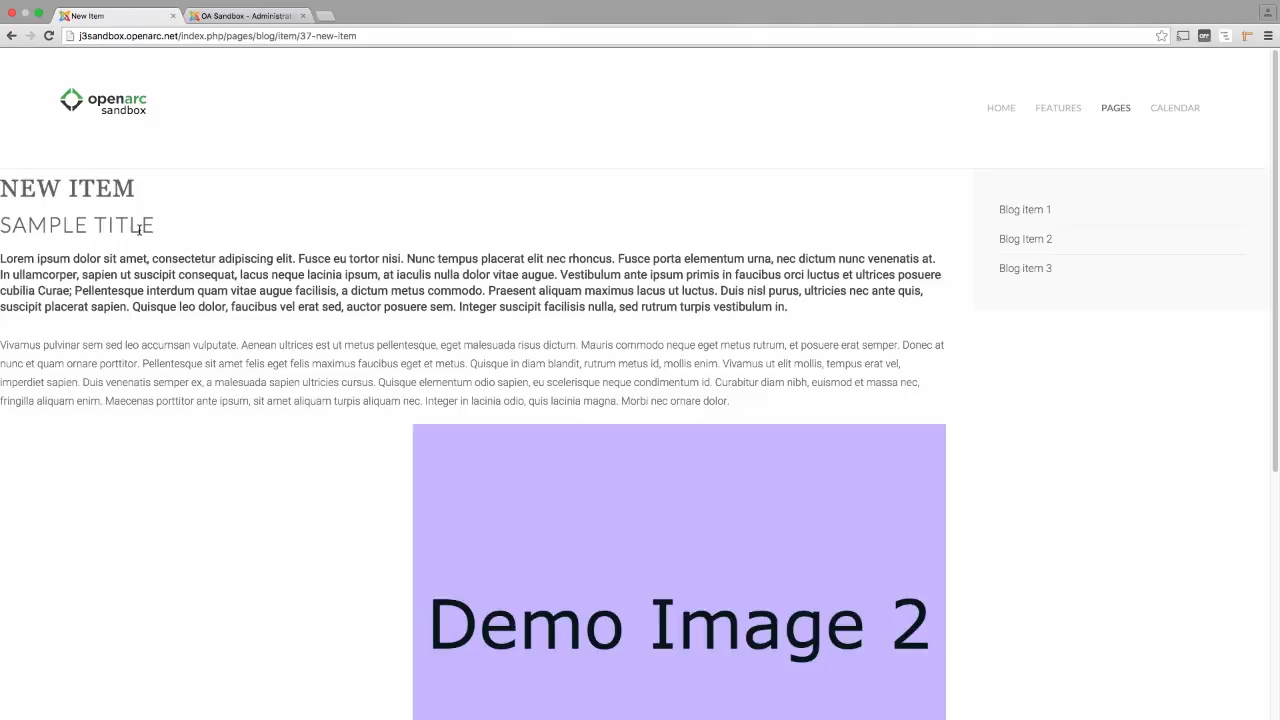 New Item
OA Sandbox - Administrat
j3sandbox.openarc.net/index.php/pages/blog/item/37-new-item
openarc
sandbox
HOME FEATURES PAGES CALENDAR
NEW ITEM
SAMPLE TITLE
Lorem ipsum dolor sit amet, consectetur adipiscing elit. Fusce eu tortor nisi. Nunc tempus placerat elit nec rhoncus. Fusce porta elementum urna, nec dictum nunc venenatis at.
In ullamcorper, sapien ut suscipit consequat, lacus neque lacinia ipsum, at iaculis nulla dolor vitae augue. Vestibulum ante ipsum primis in faucibus orci luctus et ultrices posuere
cubilia Curae; Pellentesque interdum quam vitae augue facilisis, a dictum metus commodo. Praesent aliquam maximus lacus ut luctus. Duis nisl purus, ultricies nec ante quis,
suscipit placerat sapien. Quisque leo dolor, faucibus vel erat sed, auctor posuere sem. Integer suscipit facilisis nulla, sed rutrum turpis vestibulum in.
Vivamus pulvinar sem sed leo accumsan vulputate. Aenean ultrices est ut metus pellentesque, eget malesuada risus dictum. Mauris commodo neque eget metus rutrum, et posuere erat semper. Donec at
nunc et quam ornare porttitor. Pellentesque sit amet felis eget felis maximus faucibus eget et metus. Quisque in diam blandit, rutrum metus id, mollis enim. Vivamus ut elit mollis, tempus erat vel,
imperdiet sapien. Duis venenatis semper ex, a malesuada sapien ultricies cursus. Quisque elementum odio sapien, eu scelerisque neque condimentum id. Curabitur diam nibh, euismod et massa nec,
fringilla aliquam enim. Maecenas porttitor ante ipsum, sit amet aliquam turpis aliquam nec. Integer in lacinia odio, quis lacinia magna. Morbi nec ornare dolor.
Blog item 1
Blog Item 2
Blog item 3
Demo Image 2